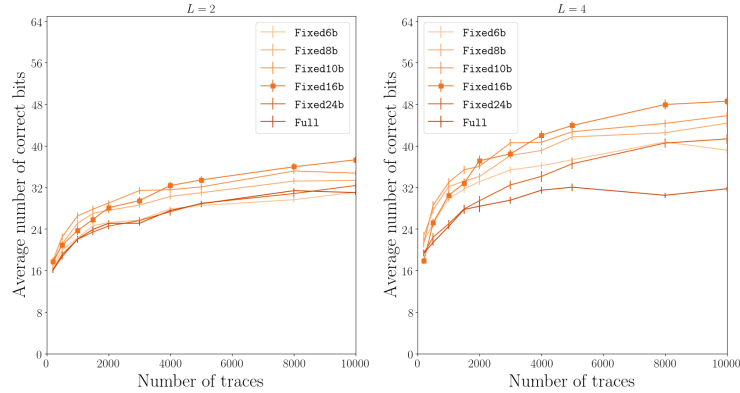 L = 2
Average number of correct bits
64
56
48
40
32
24
16
8
0
Fixed6b
Fixed8b
Fixed10b
Fixed16b
Fixed24b
Full
0 2000 4000 6000 8000 10000
Number of traces
L = 4
Average number of correct bits
64
56
48
40
32
24
16
8
0
Fixed6b
Fixed8b
Fixed10b
Fixed16b
Fixed24b
Full
0 2000 4000 6000 8000 10000
Number of traces